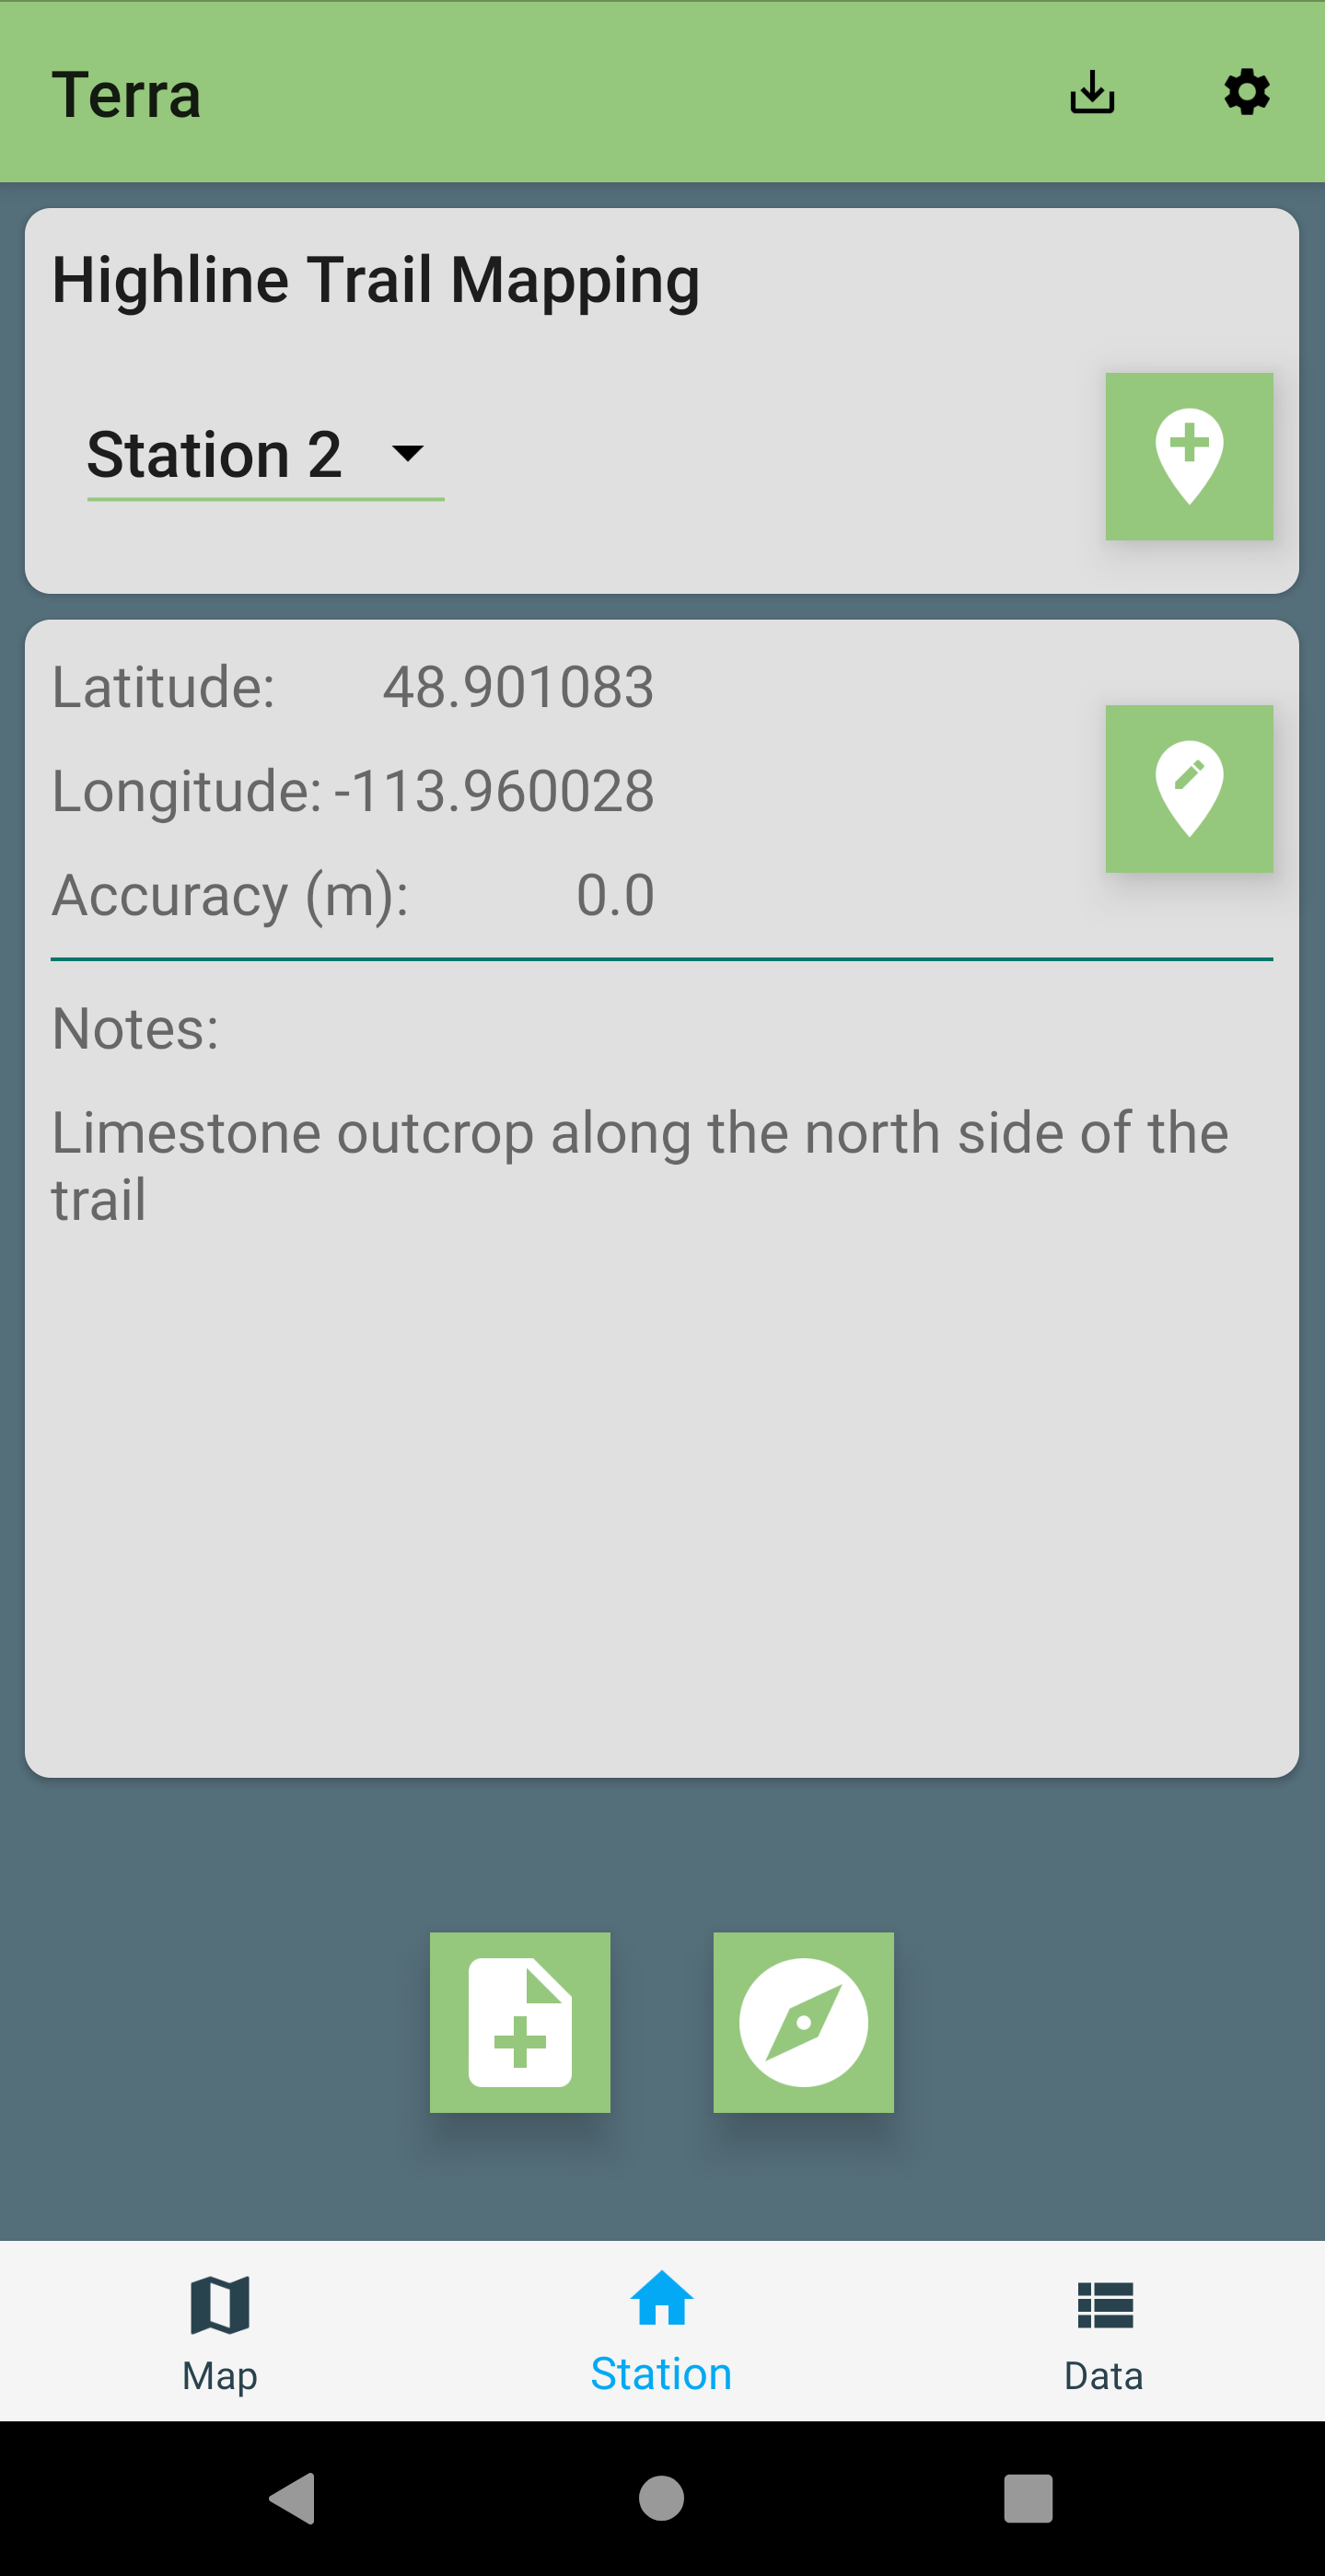 Terra
Highline Trail Mapping
Station 2
Latitude: 48.901083
Longitude: -113.960028
Accuracy (m): 0.0
Notes:
Limestone outcrop along the north side of the
trail
Map
Station
Data